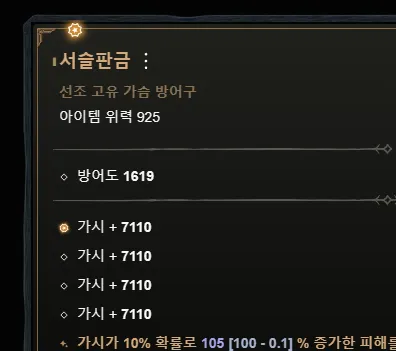 서슬판금
선조 고유 가슴 방어구
아이템 위력 925
방어도 1619
가시 + 7110
가시 + 7110
가시 + 7110
가시 + 7110
가시가 10% 확률로 105 [100 - 0.1] % 증가한 피해를